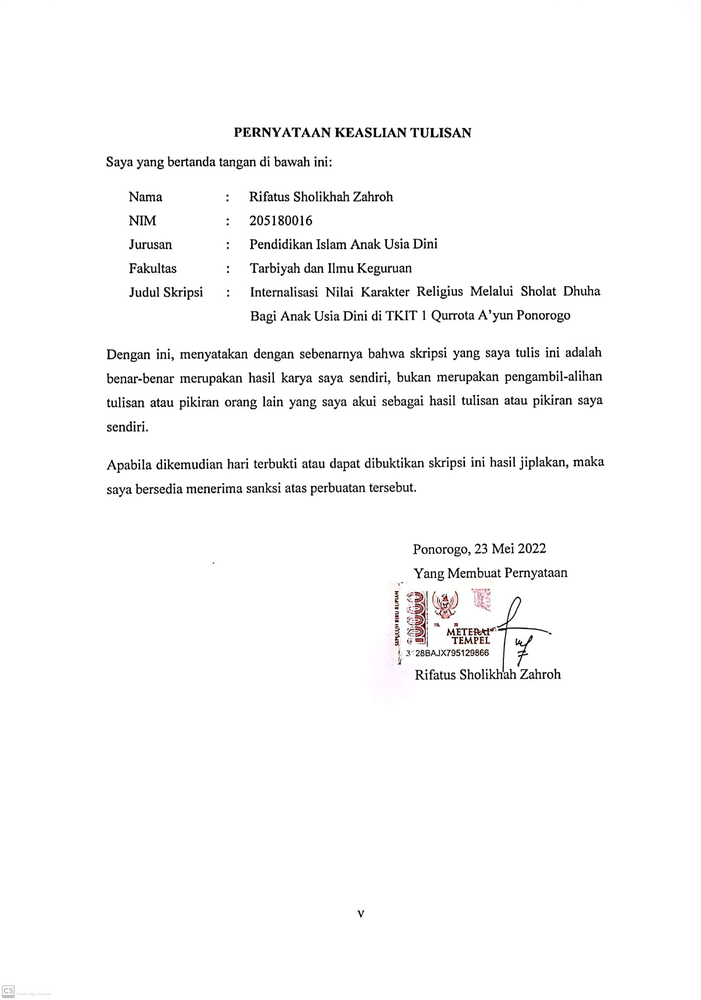 PERNYATAAN KEASLIAN TULISAN
Saya yang bertanda tangan di bawah ini:
Nama : Rifatus Sholikhah Zahroh
NIM : 205180016
Jurusan : Pendidikan Islam Anak Usia Dini
Fakultas : Tarbiyah dan Ilmu Keguruan
Judul Skripsi : Internalisasi Nilai Karakter Religius Melalui Sholat Dhuha
Bagi Anak Usia Dini di TKIT 1 Qurrota A’yun Ponorogo
Dengan ini, menyatakan dengan sebenarnya bahwa skripsi yang saya tulis ini adalah
benar-benar merupakan hasil karya saya sendiri, bukan merupakan pengambil-alihan
tulisan atau pikiran orang lain yang saya akui sebagai hasil tulisan atau pikiran saya
sendiri.
Apabila dikemudian hari terbukti atau dapat dibuktikan skripsi ini hasil jiplakan, maka
saya bersedia menerima sanksi atas perbuatan tersebut.
Ponorogo, 23 Mei 2022
Yang Membuat Pernyataan
SEPULUH RIBU RUPIAH
10000
TGL. 20
METERAI
TEMPEL
3128BAJX795129866
Rifatus Sholikhah Zahroh
v
CS